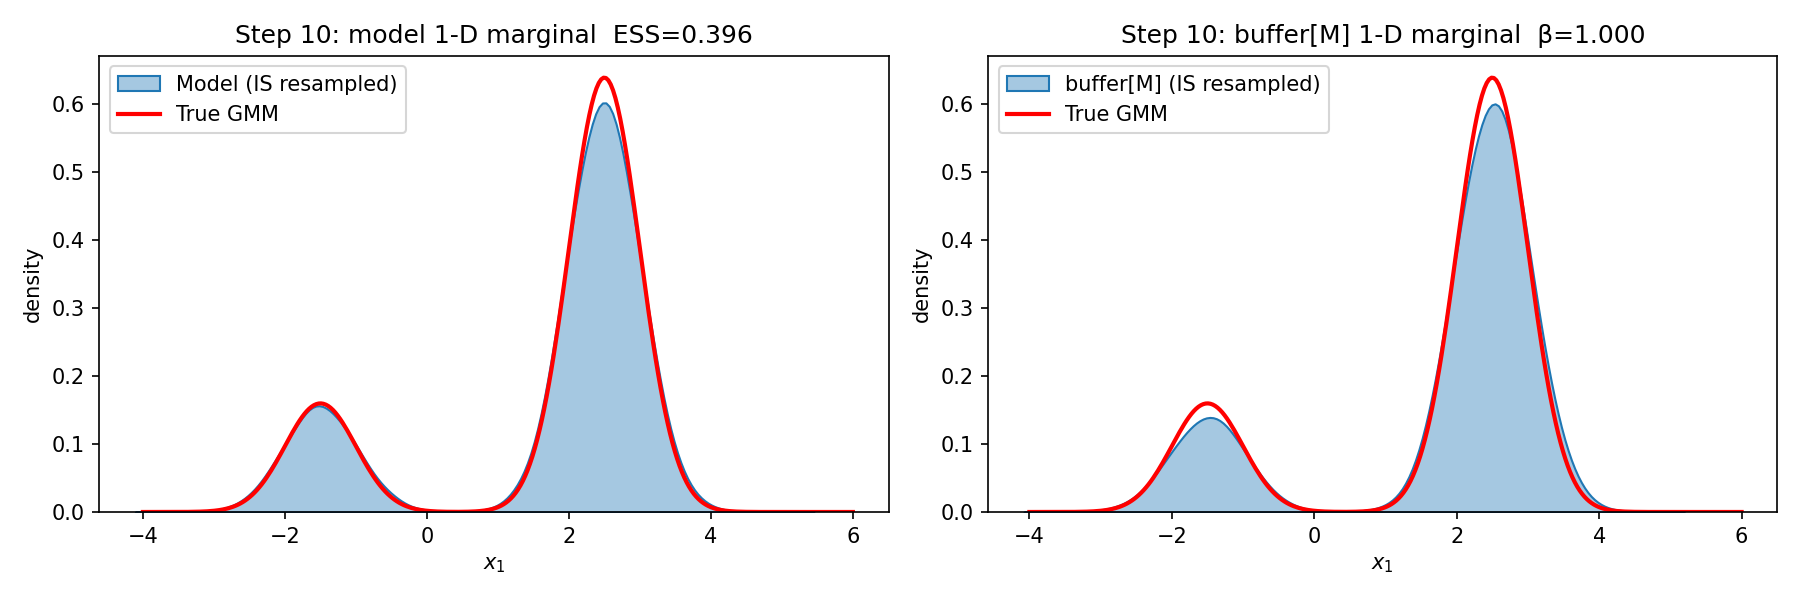 Step 10: model 1-D marginal  ESS=0.396
Model (IS resampled)
True GMM
0.6
0.5
0.4
0.3
0.2
0.1
0.0
density
−4
−2
0
2
4
6
x₁
Step 10: buffer[M] 1-D marginal  β=1.000
buffer[M] (IS resampled)
True GMM
0.6
0.5
0.4
0.3
0.2
0.1
0.0
density
−4
−2
0
2
4
6
x₁